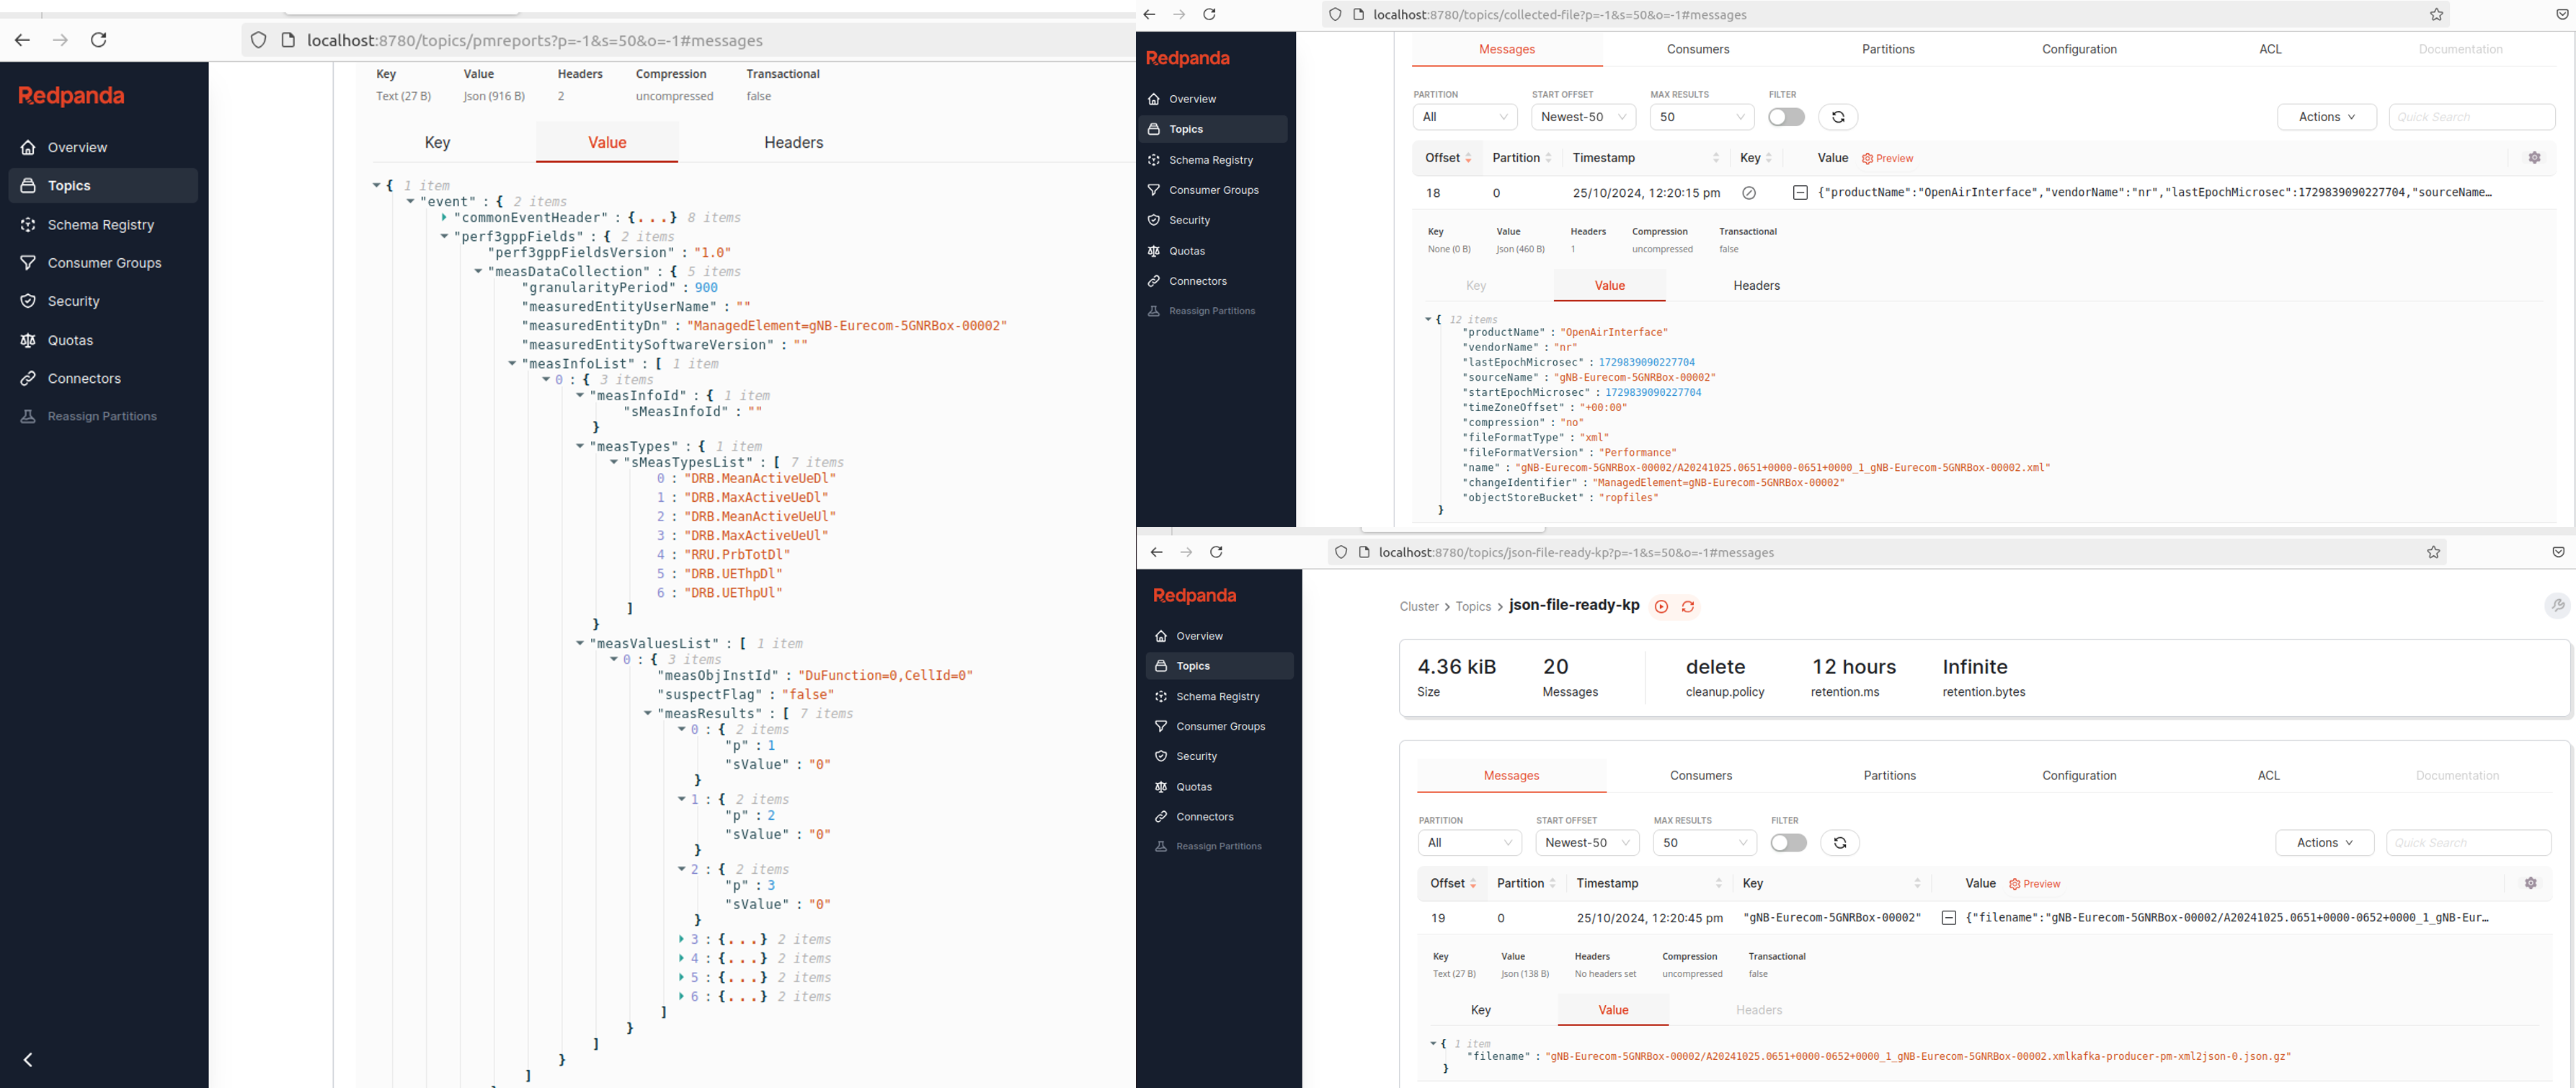 localhost:8780/topics/pmreports?p=-1&s=50&o=-1#messages
Redpanda
Overview
Topics
Schema Registry
Consumer Groups
Security
Quotas
Connectors
Reassign Partitions
Key Value Headers Compression Transactional
Text (27 B) Json (916 B) 2 uncompressed false
Key Value Headers
{ 1 item
"event" : { 2 items
"commonEventHeader" : {...} 8 items
"perf3gppFields" : { 2 items
"perf3gppFieldsVersion" : "1.0"
"measDataCollection" : { 5 items
"granularityPeriod" : 900
"measuredEntityUserName" : ""
"measuredEntityDn" : "ManagedElement=gNB-Eurecom-5GNRBox-00002"
"measuredEntitySoftwareVersion" : ""
"measInfoList" : [ 1 item
0 : { 3 items
"measInfoId" : { 1 item
"sMeasInfoId" : ""
}
"measTypes" : { 1 item
"sMeasTypesList" : [ 7 items
0 : "DRB.MeanActiveUeDl"
1 : "DRB.MaxActiveUeDl"
2 : "DRB.MeanActiveUeUl"
3 : "DRB.MaxActiveUeUl"
4 : "RRU.PrbTotDl"
5 : "DRB.UEThpDl"
6 : "DRB.UEThpUl"
]
}
"measValuesList" : [ 1 item
0 : { 3 items
"measObjInstId" : "DuFunction=0,CellId=0"
"suspectFlag" : "false"
"measResults" : [ 7 items
0 : { 2 items
"p" : 1
"sValue" : "0"
}
1 : { 2 items
"p" : 2
"sValue" : "0"
}
2 : { 2 items
"p" : 3
"sValue" : "0"
}
3 : {...} 2 items
4 : {...} 2 items
5 : {...} 2 items
6 : {...} 2 items
]
}
]
}
]
localhost:8780/topics/collected-file?p=-1&s=50&o=-1#messages
Redpanda
Overview
Topics
Schema Registry
Consumer Groups
Security
Quotas
Connectors
Reassign Partitions
Messages Consumers Partitions Configuration ACL Documentation
PARTITION START OFFSET MAX RESULTS FILTER
All Newest-50 50 Actions Quick Search
Offset Partition Timestamp Key Value Preview
18 0 25/10/2024, 12:20:15 pm {"productName":"OpenAirInterface","vendorName":"nr","lastEpochMicrosec":1729839090227704,"sourceName…
Key Value Headers Compression Transactional
None (0 B) Json (460 B) 1 uncompressed false
Key Value Headers
{ 12 items
"productName" : "OpenAirInterface"
"vendorName" : "nr"
"lastEpochMicrosec" : 1729839090227704
"sourceName" : "gNB-Eurecom-5GNRBox-00002"
"startEpochMicrosec" : 1729839090227704
"timeZoneOffset" : "+00:00"
"compression" : "no"
"fileFormatType" : "xml"
"fileFormatVersion" : "Performance"
"name" : "gNB-Eurecom-5GNRBox-00002/A20241025.0651+0000-0651+0000_1_gNB-Eurecom-5GNRBox-00002.xml"
"changeIdentifier" : "ManagedElement=gNB-Eurecom-5GNRBox-00002"
"objectStoreBucket" : "ropfiles"
}
localhost:8780/topics/json-file-ready-kp?p=-1&s=50&o=-1#messages
Redpanda
Overview
Topics
Schema Registry
Consumer Groups
Security
Quotas
Connectors
Reassign Partitions
Cluster > Topics > json-file-ready-kp
4.36 kiB 20 delete 12 hours Infinite
Size Messages cleanup.policy retention.ms retention.bytes
Messages Consumers Partitions Configuration ACL Documentation
PARTITION START OFFSET MAX RESULTS FILTER
All Newest-50 50 Actions Quick Search
Offset Partition Timestamp Key Value Preview
19 0 25/10/2024, 12:20:45 pm "gNB-Eurecom-5GNRBox-00002" {"filename":"gNB-Eurecom-5GNRBox-00002/A20241025.0651+0000-0652+0000_1_gNB-Eur…
Key Value Headers Compression Transactional
Text (27 B) Json (138 B) No headers set uncompressed false
Key Value Headers
{ 1 item
"filename" : "gNB-Eurecom-5GNRBox-00002/A20241025.0651+0000-0652+0000_1_gNB-Eurecom-5GNRBox-00002.xmlkafka-producer-pm-xml2json-0.json.gz"
}